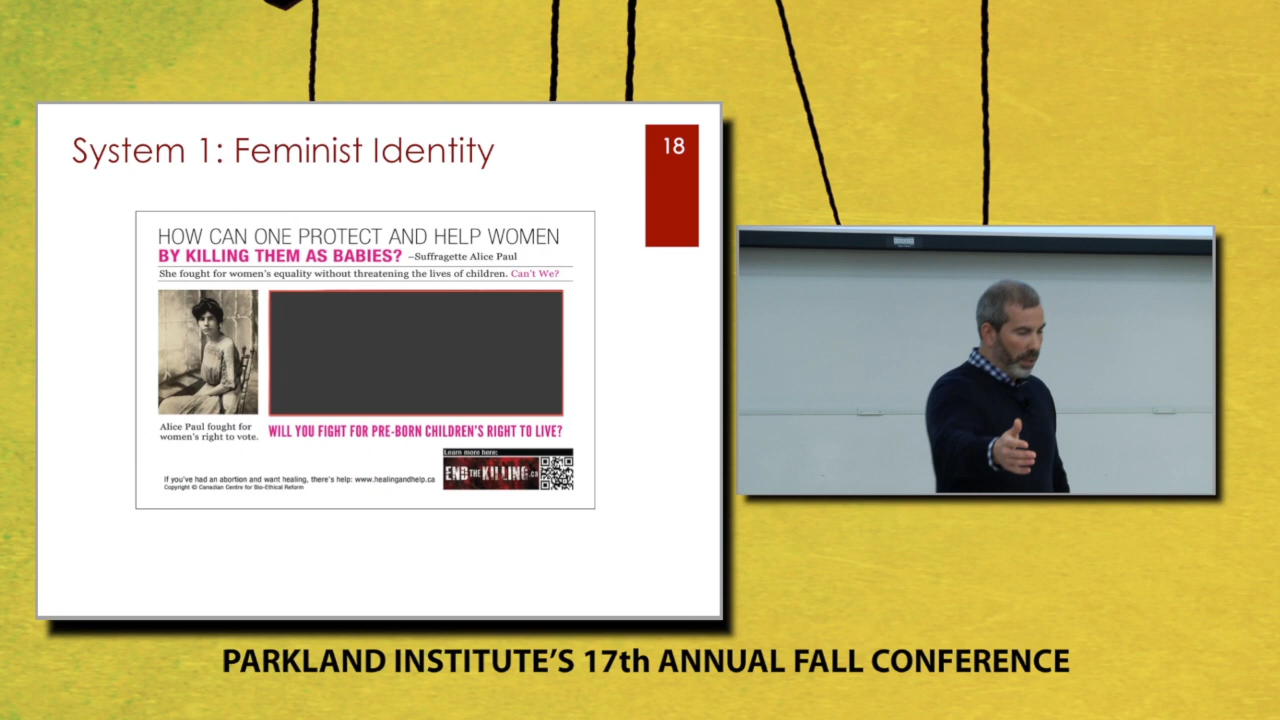 System 1: Feminist Identity
18
HOW CAN ONE PROTECT AND HELP WOMEN
BY KILLING THEM AS BABIES? –Suffragette Alice Paul
She fought for women's equality without threatening the lives of children. Can't We?
Alice Paul fought for
women's right to vote.
WILL YOU FIGHT FOR PRE-BORN CHILDREN'S RIGHT TO LIVE?
Learn more here:
END THE KILLING.ca
If you've had an abortion and want healing, there's help: www.healingandhelp.ca
Copyright © Canadian Centre for Bio-Ethical Reform
PARKLAND INSTITUTE'S 17th ANNUAL FALL CONFERENCE